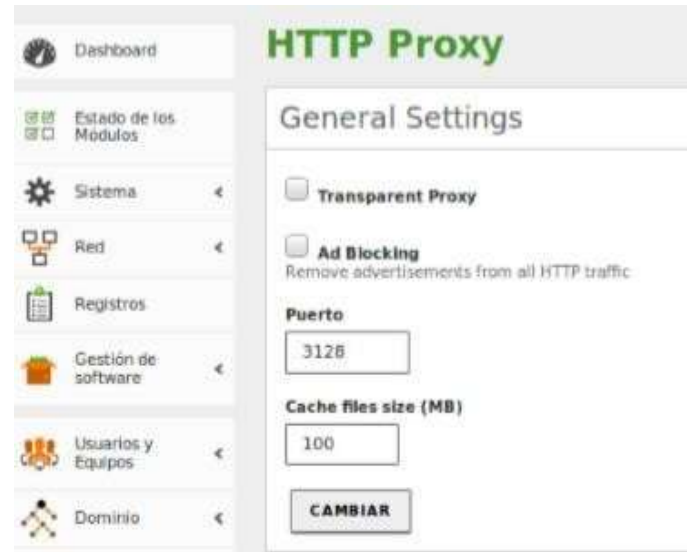 Dashboard
Estado de los
Módulos
Sistema
Red
Registros
Gestión de
software
Usuarios y
Equipos
Dominio
HTTP Proxy
General Settings
Transparent Proxy
Ad Blocking
Remove advertisements from all HTTP traffic
Puerto
3128
Cache files size (MB)
100
CAMBIAR